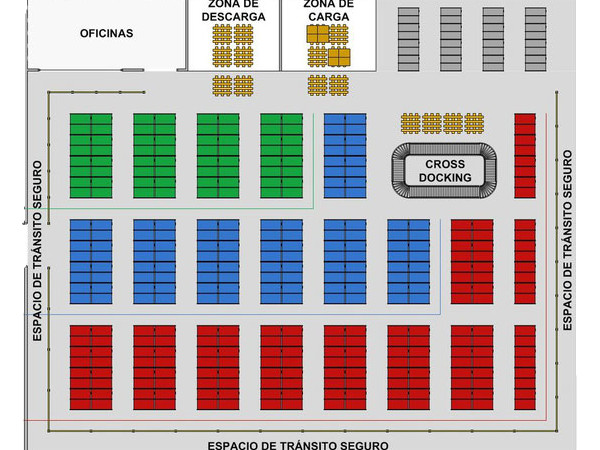 OFICINAS
ZONA DE
DESCARGA
ZONA DE
CARGA
CROSS
DOCKING
ESPACIO DE TRÁNSITO SEGURO
ESPACIO DE TRÁNSITO SEGURO
ESPACIO DE TRÁNSITO SEGURO